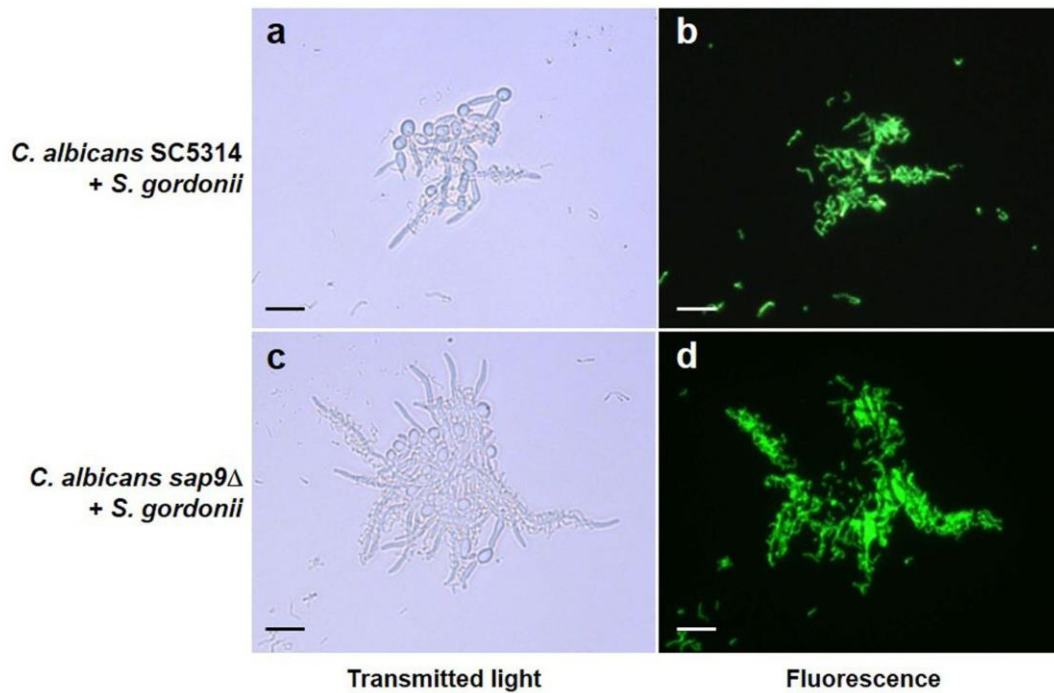 a
b
C. albicans SC5314
+ S. gordonii
c
d
C. albicans sap9Δ
+ S. gordonii
Transmitted light
Fluorescence